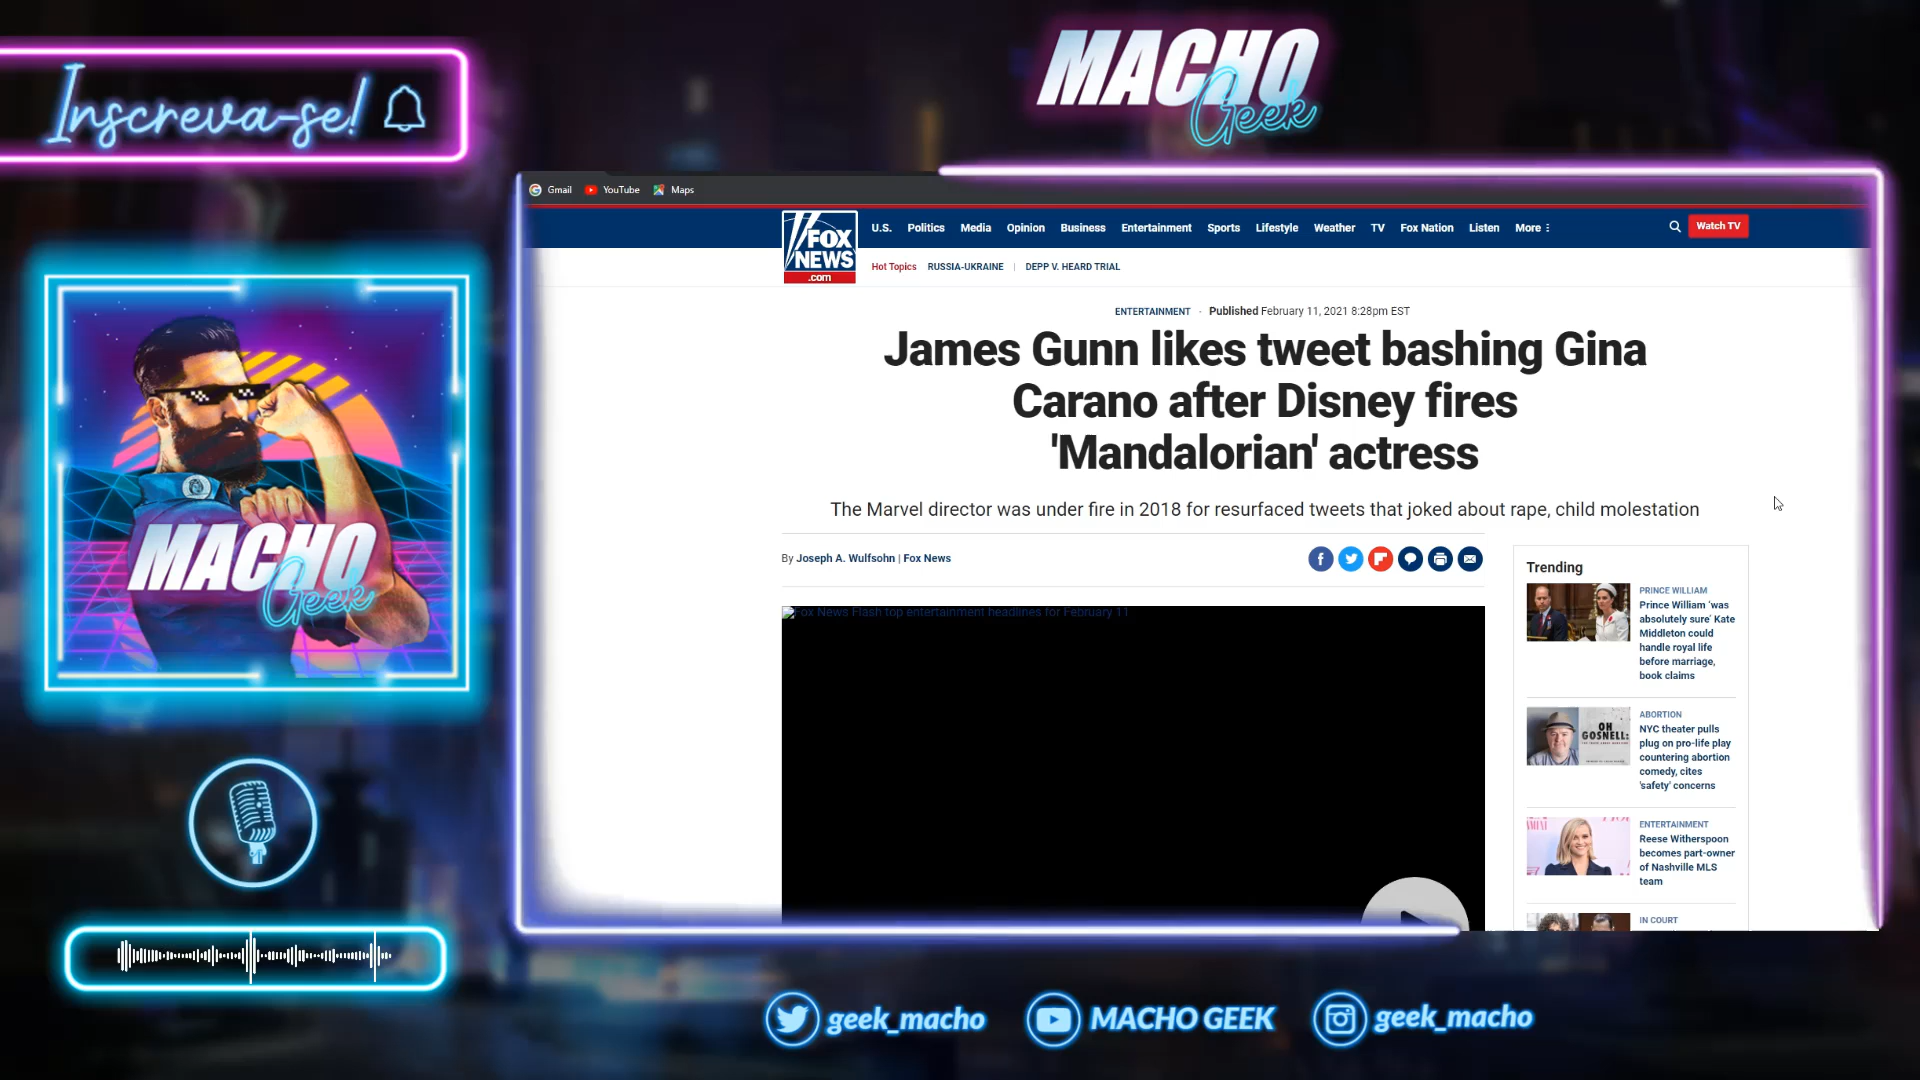 Inscreva-se!
MACHO
Geek
Gmail YouTube Maps
FOX
NEWS
.com
U.S. Politics Media Opinion Business Entertainment Sports Lifestyle Weather TV Fox Nation Listen More
Watch TV
Hot Topics RUSSIA-UKRAINE | DEPP V. HEARD TRIAL
ENTERTAINMENT · Published February 11, 2021 8:28pm EST
James Gunn likes tweet bashing Gina
Carano after Disney fires
'Mandalorian' actress
The Marvel director was under fire in 2018 for resurfaced tweets that joked about rape, child molestation
By Joseph A. Wulfsohn | Fox News
Fox News Flash top entertainment headlines for February 11
Trending
PRINCE WILLIAM
Prince William 'was
absolutely sure' Kate
Middleton could
handle royal life
before marriage,
book claims
OH
GOSNELL:
ABORTION
NYC theater pulls
plug on pro-life play
countering abortion
comedy, cites
'safety' concerns
ENTERTAINMENT
Reese Witherspoon
becomes part-owner
of Nashville MLS
team
IN COURT
MACHO
Geek
geek_macho
MACHO GEEK
geek_macho